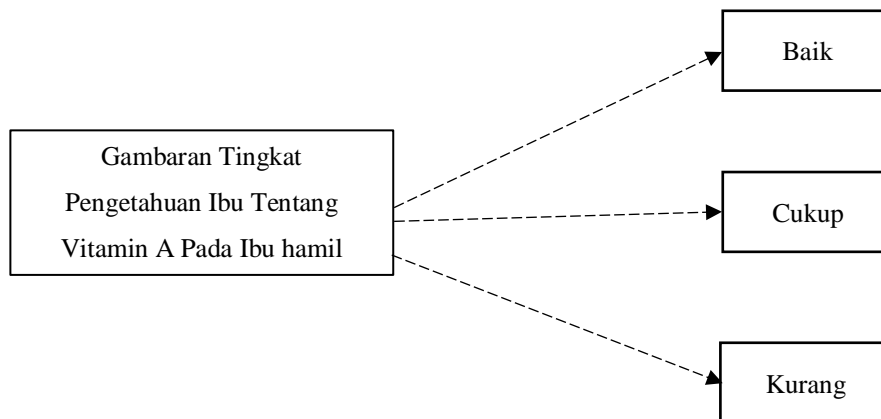 Baik
Gambaran Tingkat
Pengetahuan Ibu Tentang
Vitamin A Pada Ibu hamil
Cukup
Kurang